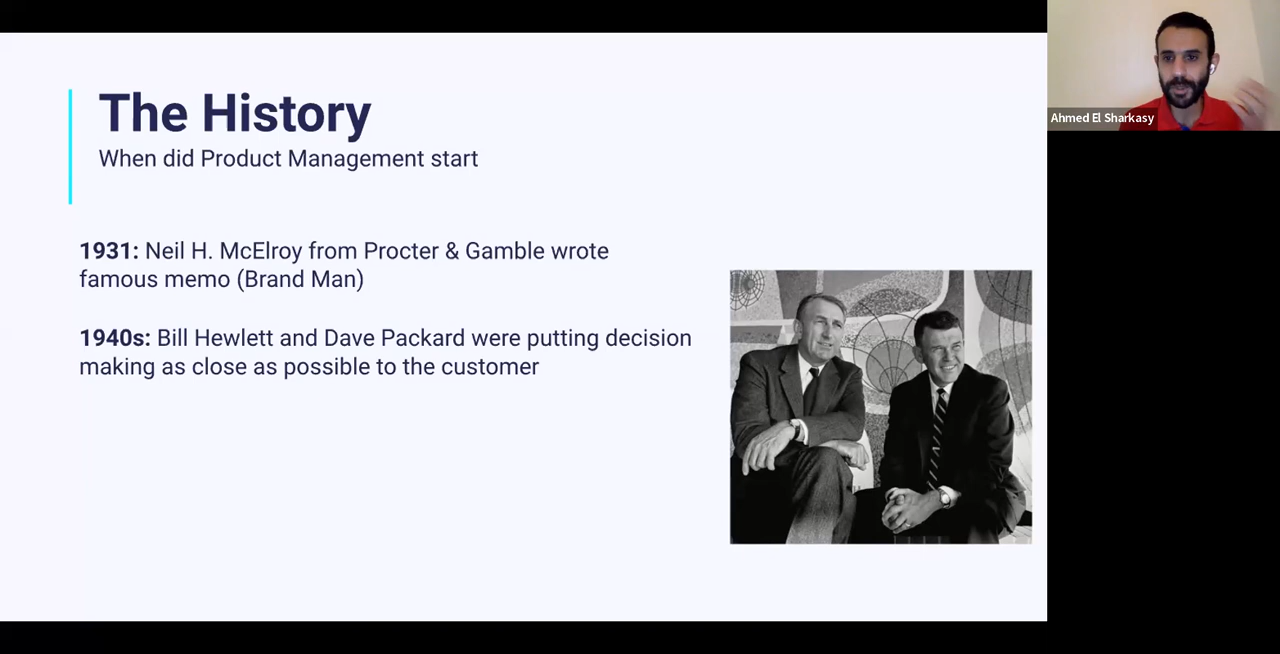 The History
When did Product Management start
1931: Neil H. McElroy from Procter & Gamble wrote
famous memo (Brand Man)
1940s: Bill Hewlett and Dave Packard were putting decision
making as close as possible to the customer
Ahmed El Sharkasy